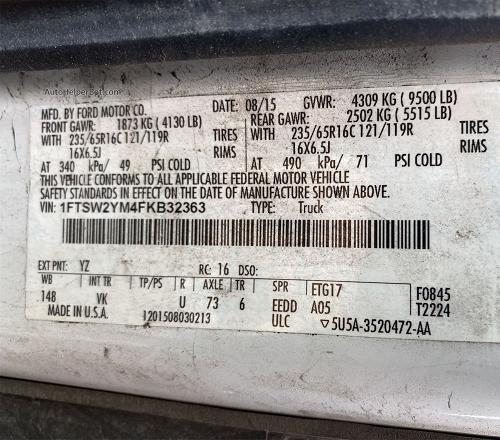 AutoHelperBot.com
MFD. BY FORD MOTOR CO.
DATE: 08/15 GVWR: 4309 KG ( 9500 LB)
FRONT GAWR: 1873 KG ( 4130 LB)
REAR GAWR: 2502 KG ( 5515 LB)
WITH 235/65R16C 121/119R TIRES
WITH 235/65R16C 121/119R TIRES
16X6.5J RIMS
16X6.5J RIMS
AT 340 kPa/ 49 PSI COLD
AT 490 kPa/ 71 PSI COLD
THIS VEHICLE CONFORMS TO ALL APPLICABLE FEDERAL MOTOR VEHICLE
SAFETY STANDARDS IN EFFECT ON THE DATE OF MANUFACTURE SHOWN ABOVE.
VIN: 1FTSW2YM4FKB32363 TYPE: Truck
EXT PNT: YZ RC: 16 DSO:
WB INT TR TP/PS R AXLE TR SPR ETG17 F0845
148 VK U 73 6 EEDD A05 T2224
MADE IN U.S.A. 1201508030213 ULC ▽5U5A-3520472-AA